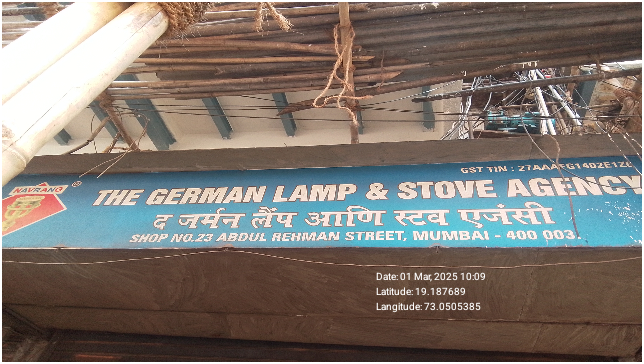 GST TIN : 27AAAFG1402E1ZE
NAVRANG ®
THE GERMAN LAMP & STOVE AGENCY
द जर्मन लैंप आणि स्टव एजंसी
SHOP NO.23 ABDUL REHMAN STREET, MUMBAI - 400 003.
Date: 01 Mar, 2025 10:09
Latitude: 19.187689
Langitude: 73.0505385